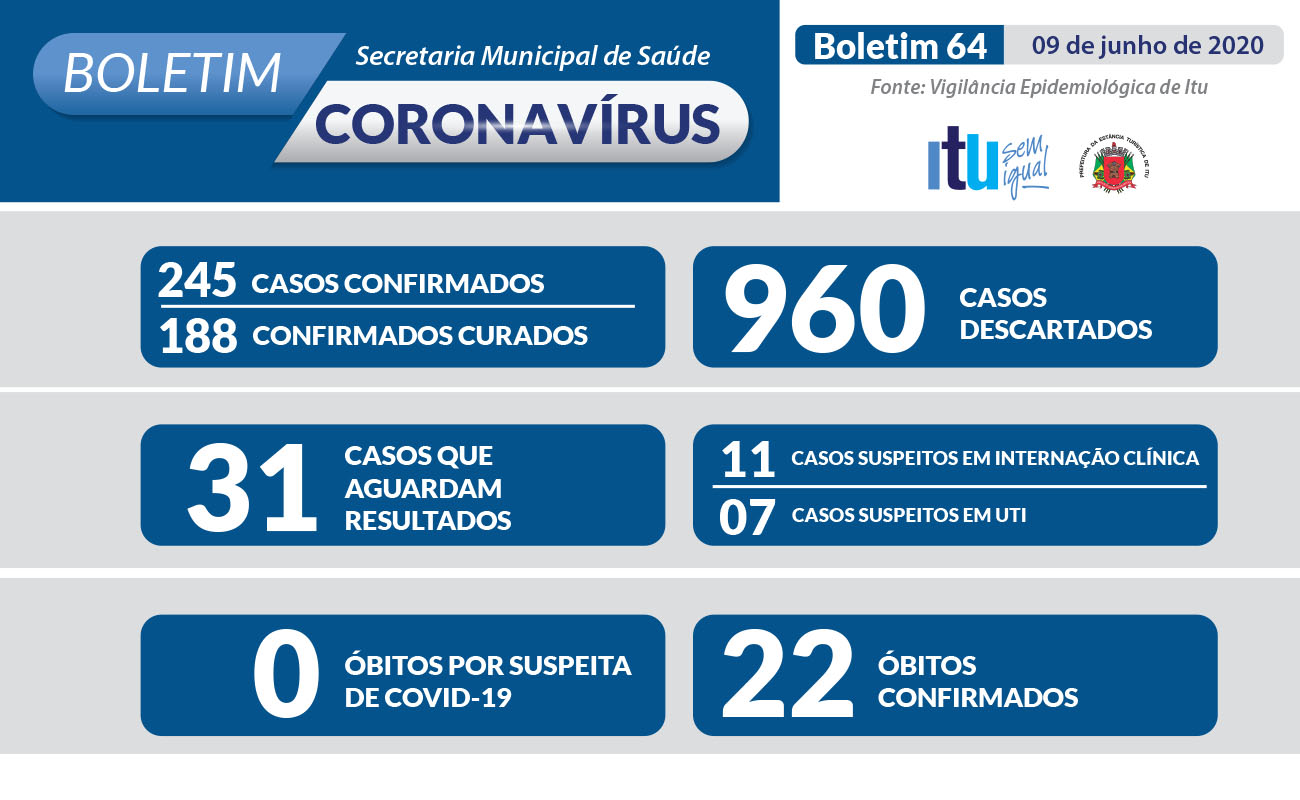 BOLETIM
Secretaria Municipal de Saúde
CORONAVÍRUS
Boletim 64
09 de junho de 2020
Fonte: Vigilância Epidemiológica de Itu
itu
sem
igual
PREFEITURA DA ESTÂNCIA TURÍSTICA DE ITU
245 CASOS CONFIRMADOS
188 CONFIRMADOS CURADOS
960
CASOS
DESCARTADOS
31
CASOS QUE
AGUARDAM
RESULTADOS
11 CASOS SUSPEITOS EM INTERNAÇÃO CLÍNICA
07 CASOS SUSPEITOS EM UTI
0
ÓBITOS POR SUSPEITA
DE COVID-19
22
ÓBITOS
CONFIRMADOS